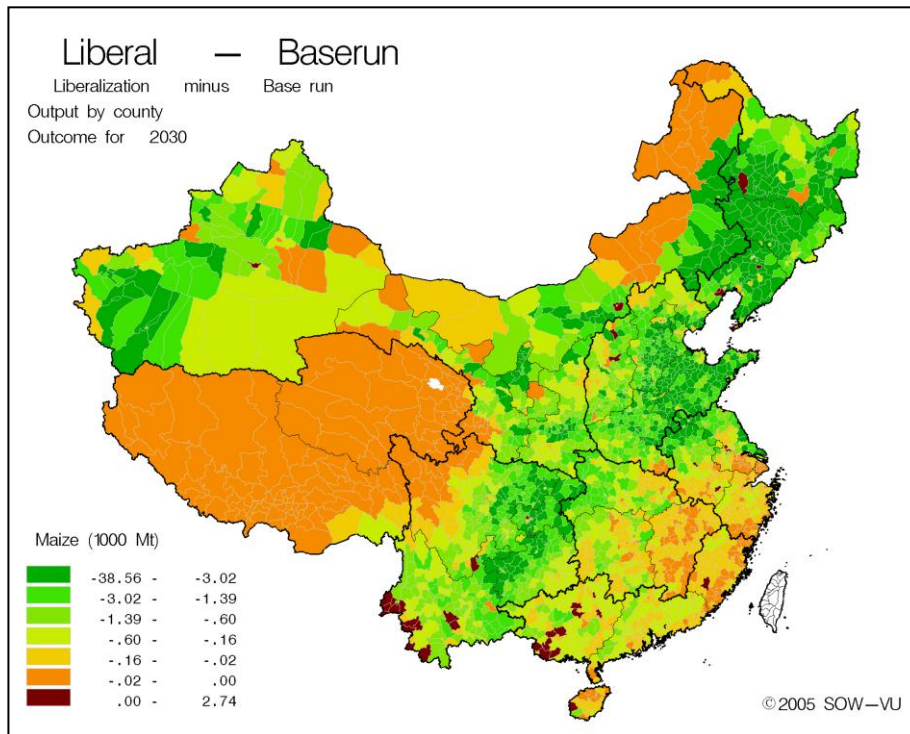 Liberal — Baserun
Liberalization minus Base run
Output by county
Outcome for 2030
Maize (1000 Mt)
-38.56 - -3.02
-3.02 - -1.39
-1.39 - -.60
-.60 - -.16
-.16 - -.02
-.02 - .00
.00 - 2.74
©2005 SOW—VU